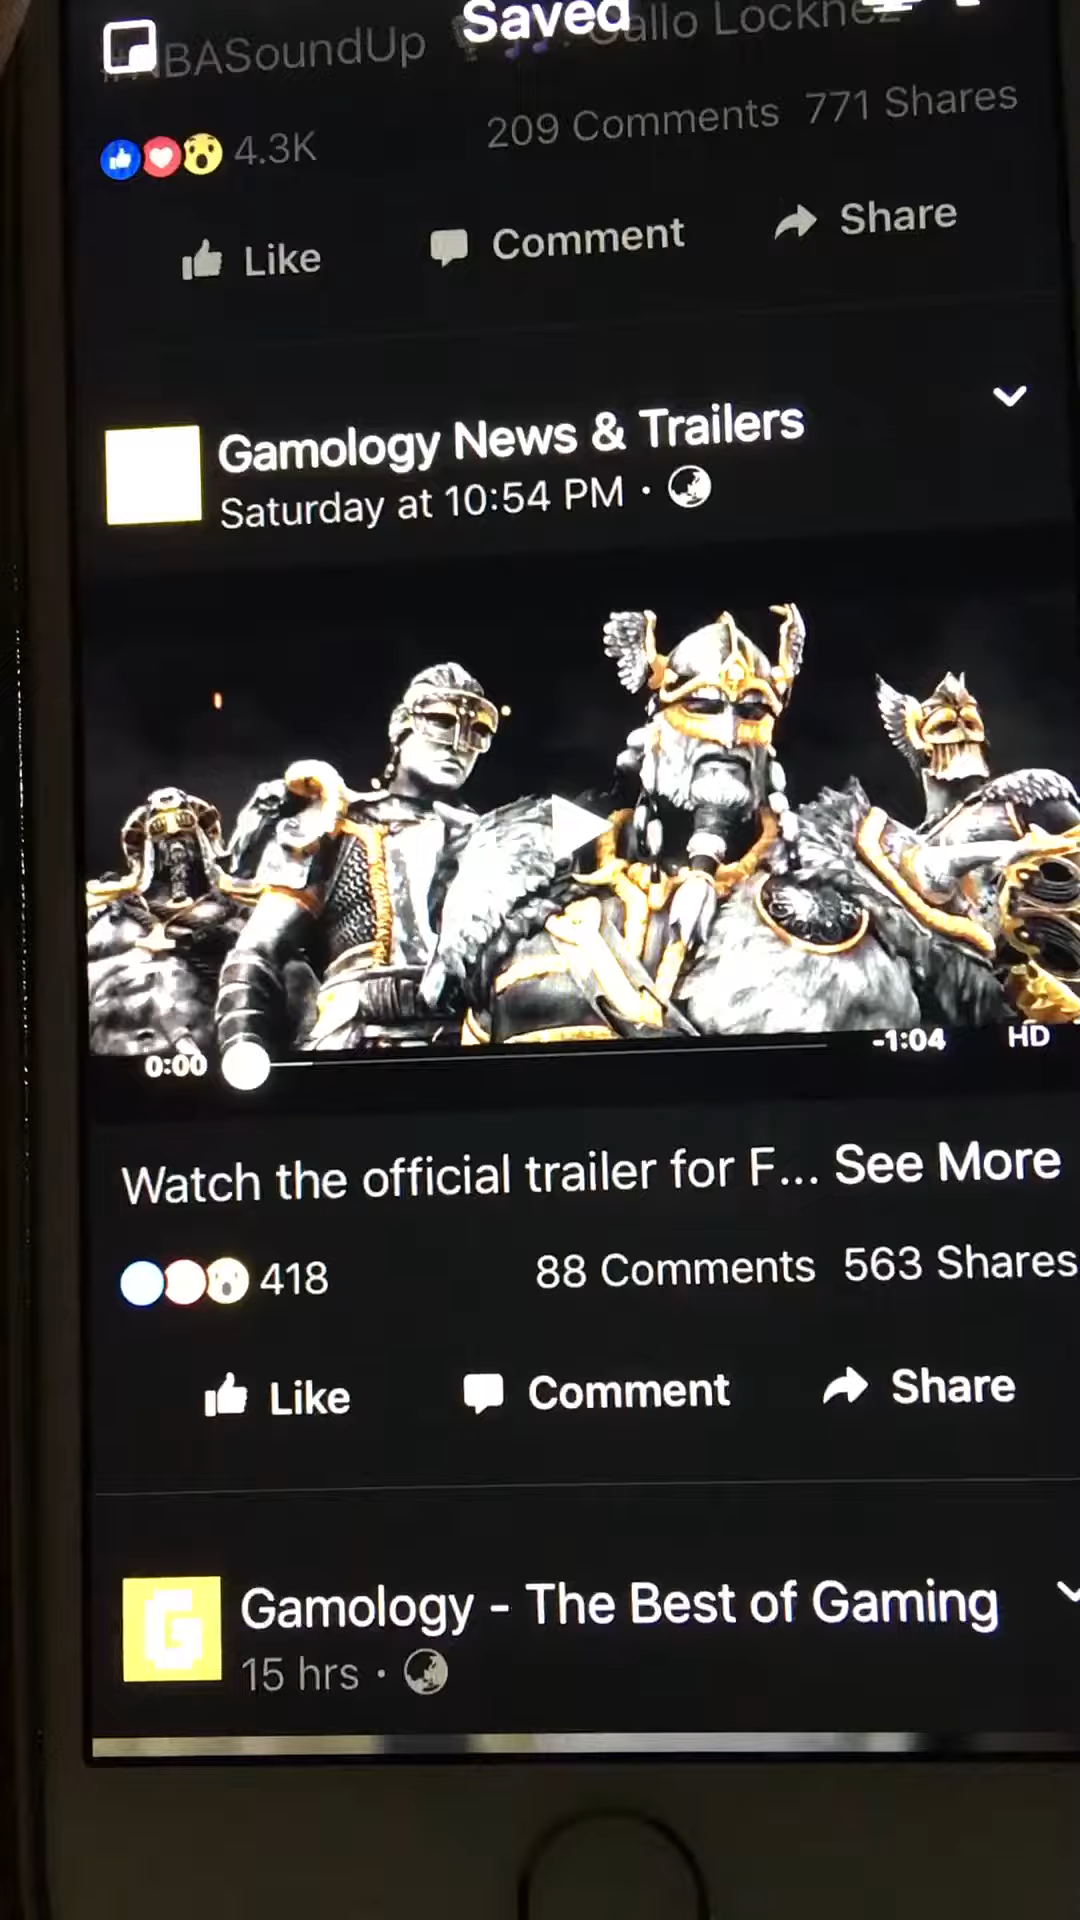 Saved
BASoundUp allo Lockhez
4.3K 209 Comments 771 Shares
Like Comment Share
Gamology News & Trailers
Saturday at 10:54 PM ·
0:00 -1:04 HD
Watch the official trailer for F... See More
418 88 Comments 563 Shares
Like Comment Share
G Gamology - The Best of Gaming
15 hrs ·